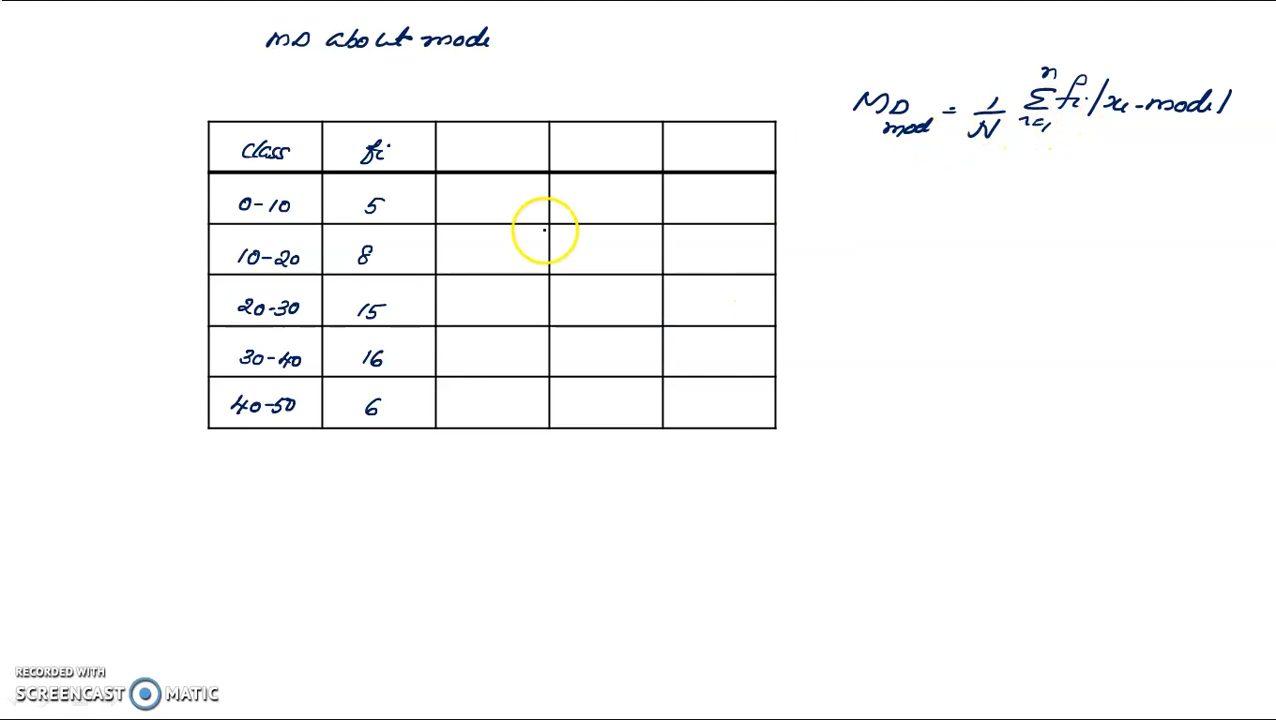 MD about mode
MD mod = 1/N n Σ i=1 fi |xi - mode|
class fi
0-10 5
10-20 8
20-30 15
30-40 16
40-50 6
RECORDED WITH
SCREENCAST MATIC